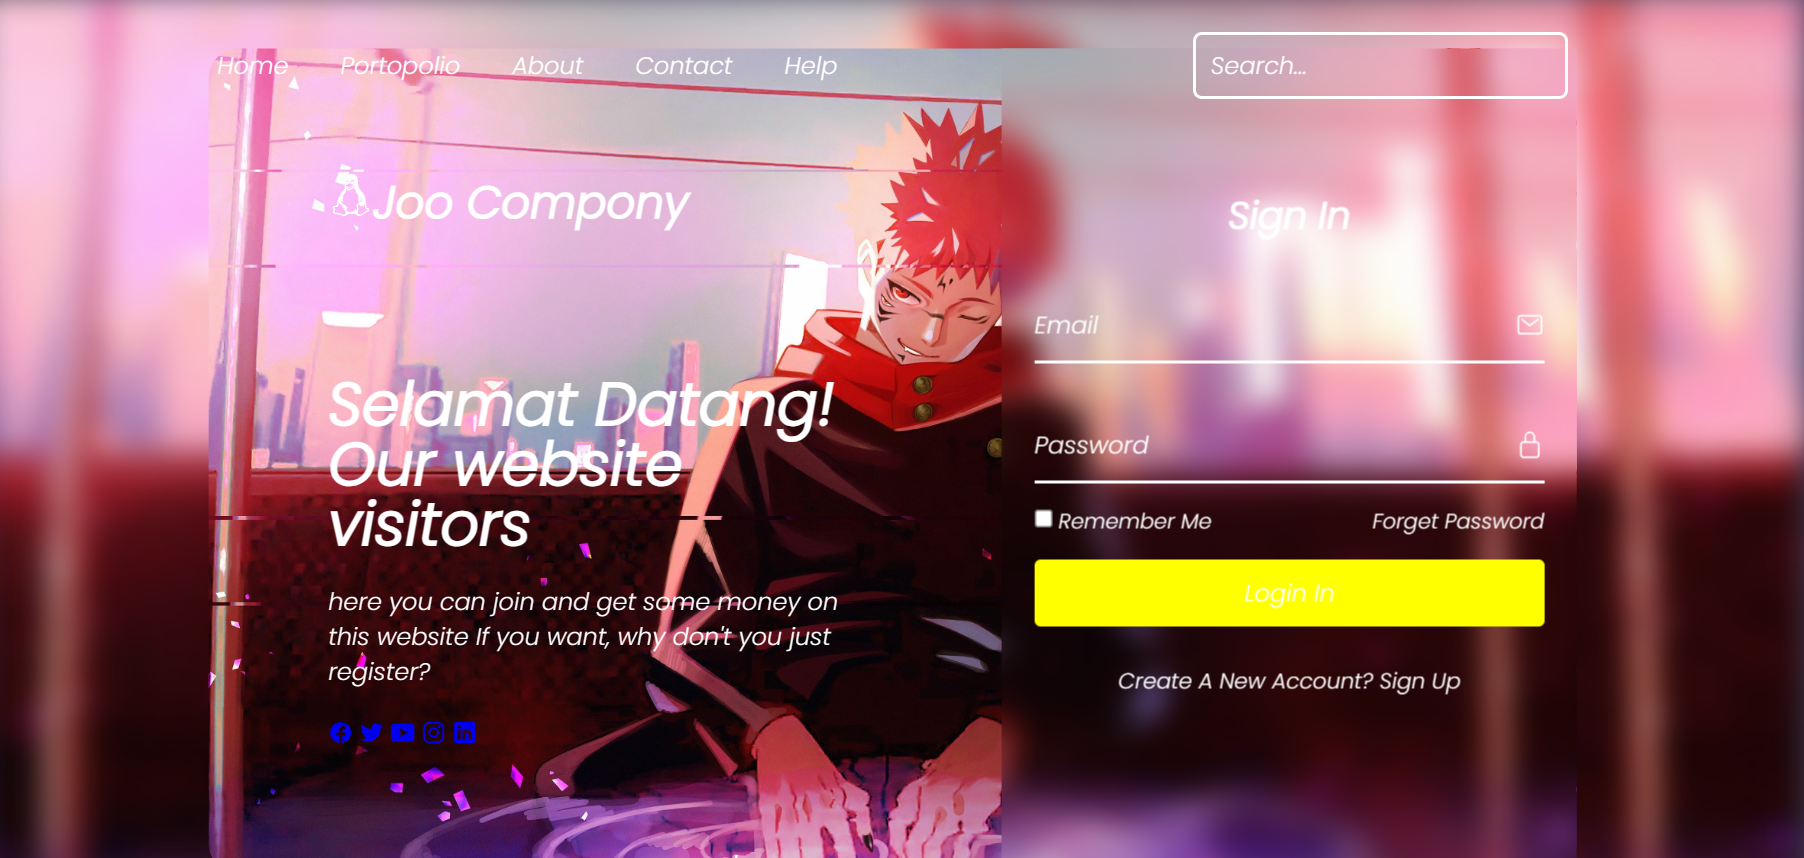 Home Portopolio About Contact Help Search...
Joo Compony
Selamat Datang!
Our website
visitors
here you can join and get some money on
this website If you want, why don't you just
register?
Sign In
Email
Password
Remember Me Forget Password
Login In
Create A New Account? Sign Up